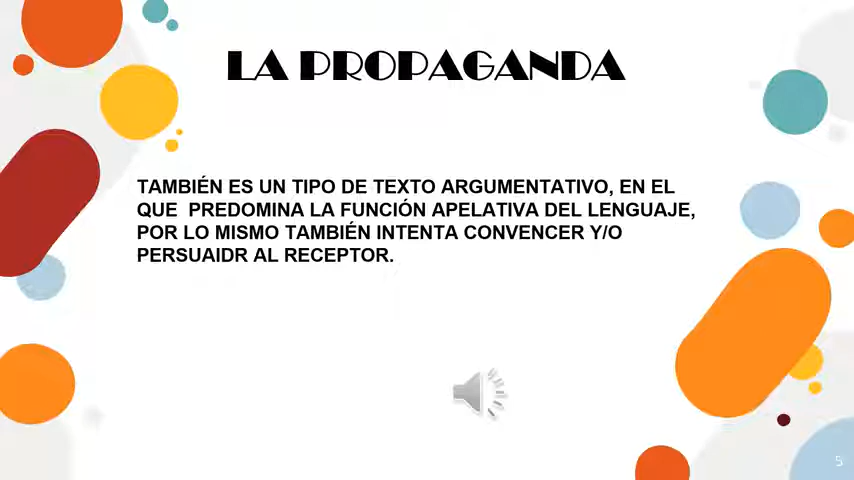 LA PROPAGANDA
TAMBIÉN ES UN TIPO DE TEXTO ARGUMENTATIVO, EN EL
QUE  PREDOMINA LA FUNCIÓN APELATIVA DEL LENGUAJE,
POR LO MISMO TAMBIÉN INTENTA CONVENCER Y/O
PERSUAIDR AL RECEPTOR.
5